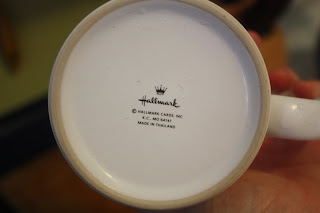 Hallmark
© HALLMARK CARDS, INC.
K.C., MO 64141
MADE IN THAILAND